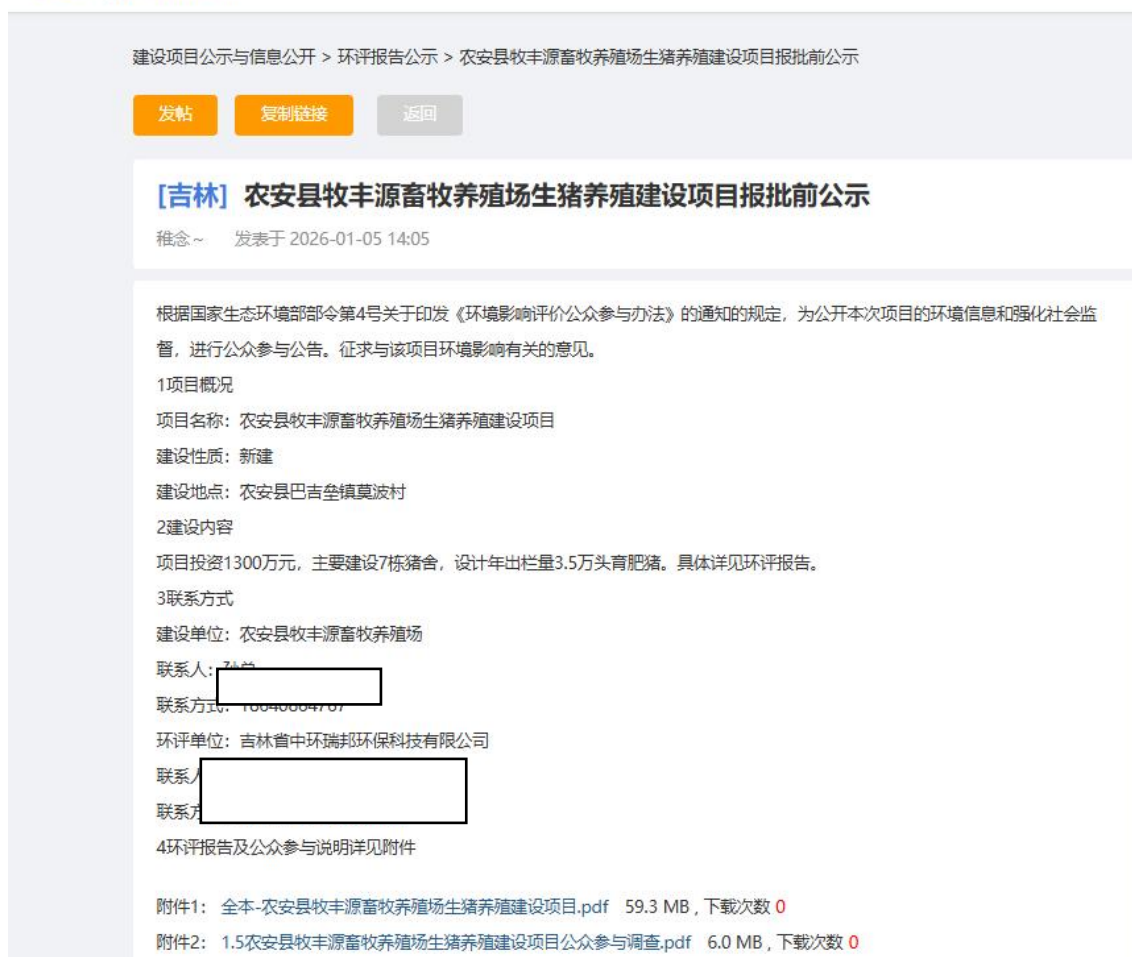 建设项目公示与信息公开 > 环评报告公示 > 农安县牧丰源畜牧养殖场生猪养殖建设项目报批前公示
发帖 复制链接 返回
[吉林] 农安县牧丰源畜牧养殖场生猪养殖建设项目报批前公示
稚念~ 发表于 2026-01-05 14:05
根据国家生态环境部部令第4号关于印发《环境影响评价公众参与办法》的通知的规定，为公开本次项目的环境信息和强化社会监
督，进行公众参与公告。征求与该项目环境影响有关的意见。
1项目概况
项目名称：农安县牧丰源畜牧养殖场生猪养殖建设项目
建设性质：新建
建设地点：农安县巴吉垒镇莫波村
2建设内容
项目投资1300万元，主要建设7栋猪舍，设计年出栏量3.5万头育肥猪。具体详见环评报告。
3联系方式
建设单位：农安县牧丰源畜牧养殖场
联系人：
联系方式：
环评单位：吉林省中环瑞邦环保科技有限公司
联系
联系
4环评报告及公众参与说明详见附件
附件1： 全本-农安县牧丰源畜牧养殖场生猪养殖建设项目.pdf 59.3 MB , 下载次数 0
附件2： 1.5农安县牧丰源畜牧养殖场生猪养殖建设项目公众参与调查.pdf 6.0 MB , 下载次数 0